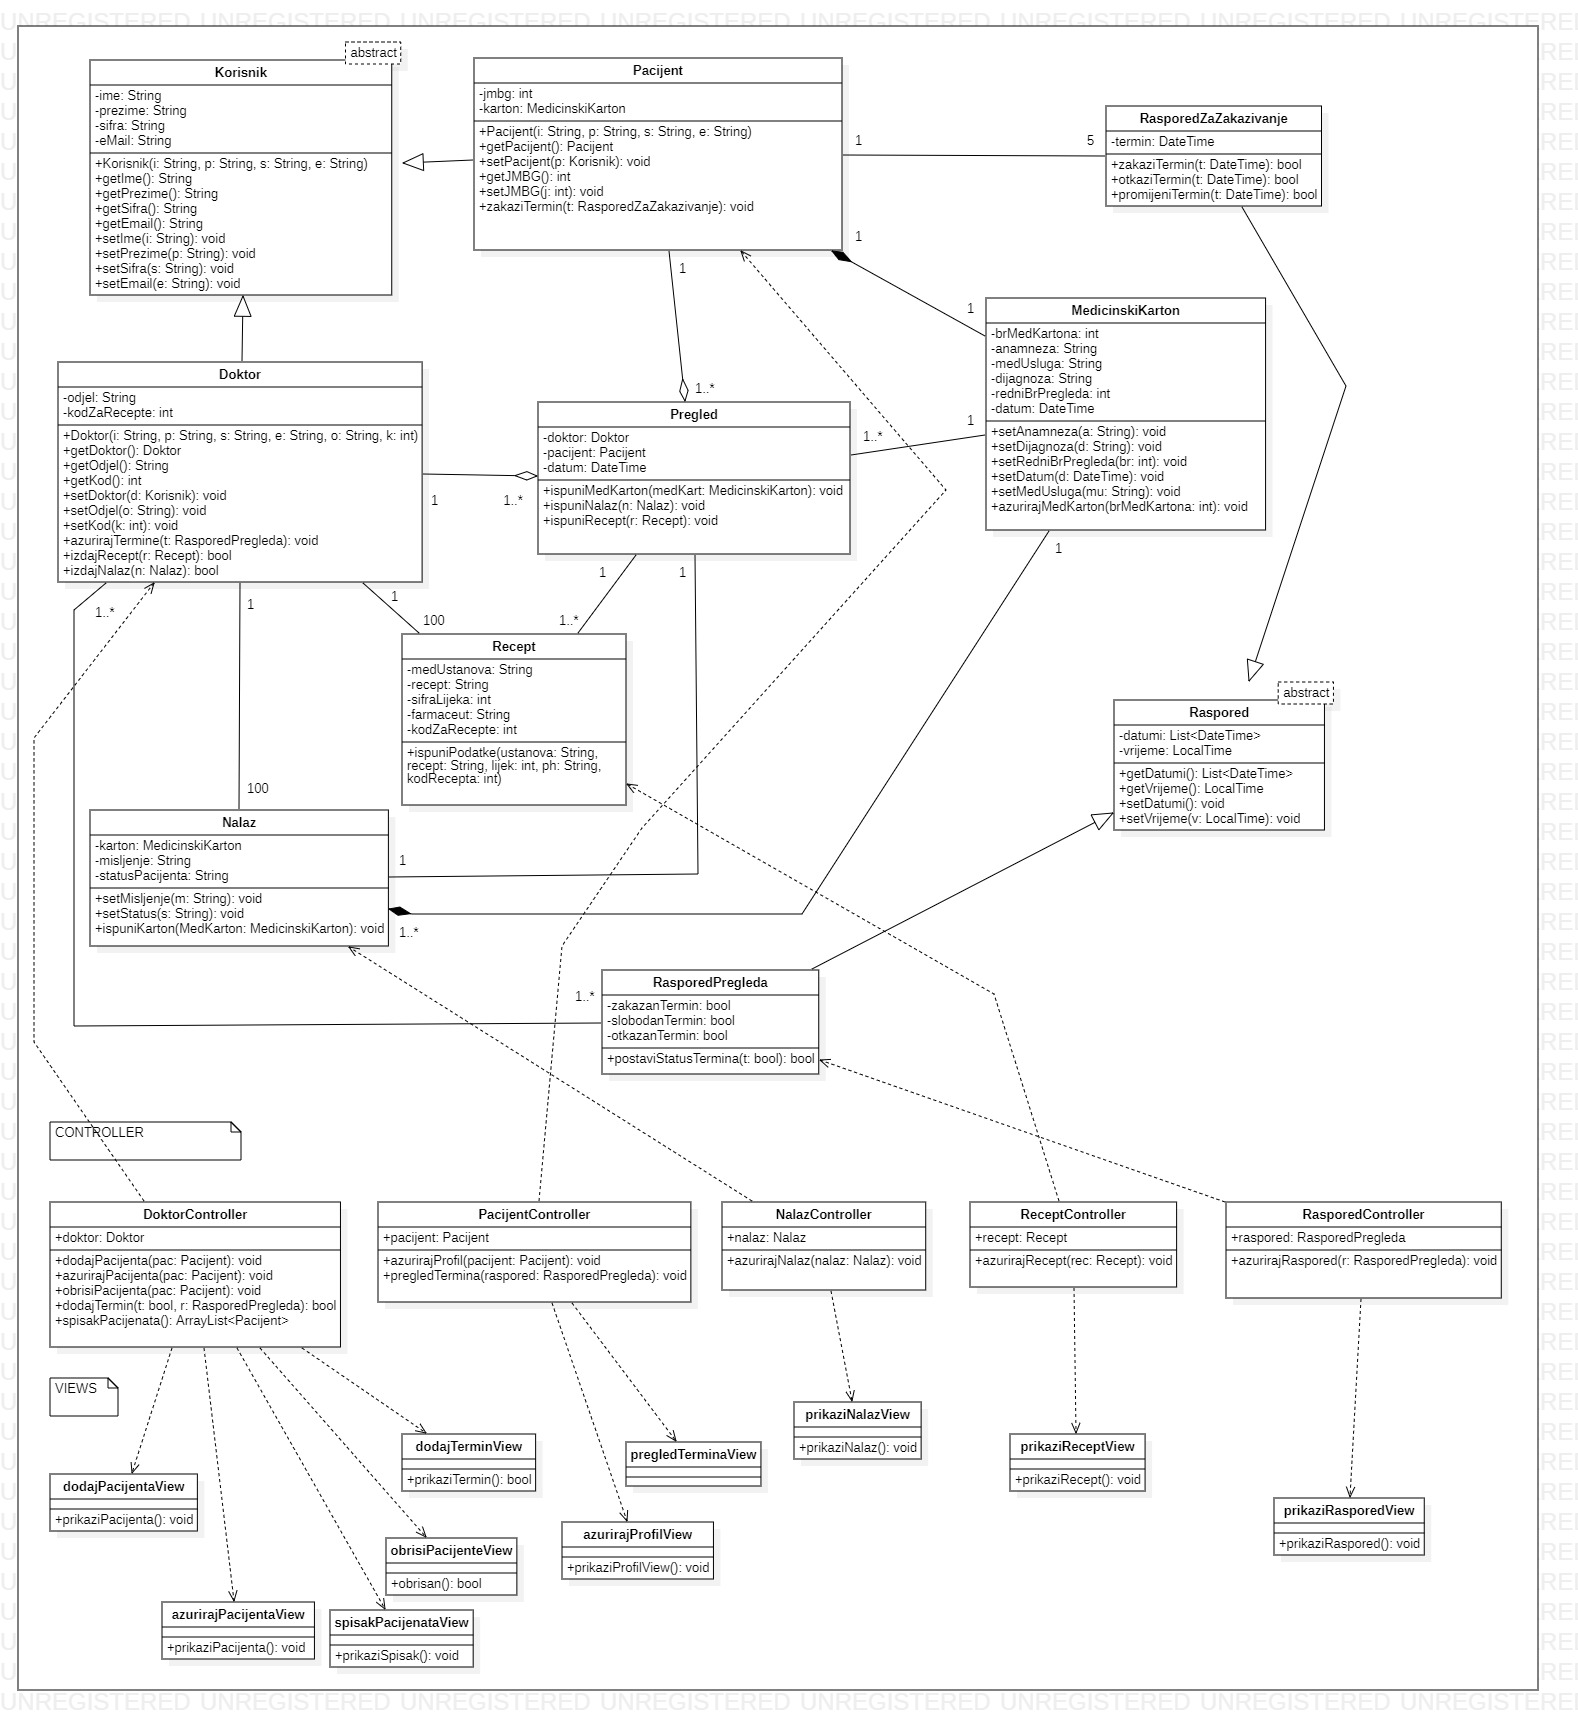 UNREGISTERED UNREGISTERED UNREGISTERED UNREGISTERED UNREGISTERED UNREGISTERED UNREGISTERED
abstract
Korisnik
-ime: String
-prezime: String
-sifra: String
-eMail: String
+Korisnik(i: String, p: String, s: String, e: String)
+getIme(): String
+getPrezime(): String
+getSifra(): String
+getEmail(): String
+setIme(i: String): void
+setPrezime(p: String): void
+setSifra(s: String): void
+setEmail(e: String): void
Pacijent
-jmbg: int
-karton: MedicinskiKarton
+Pacijent(i: String, p: String, s: String, e: String)
+getPacijent(): Pacijent
+setPacijent(p: Korisnik): void
+getJMBG(): int
+setJMBG(j: int): void
+zakaziTermin(t: RasporedZaZakazivanje): void
1
5
RasporedZaZakazivanje
-termin: DateTime
+zakaziTermin(t: DateTime): bool
+otkaziTermin(t: DateTime): bool
+promijeniTermin(t: DateTime): bool
1
1
1
1..*
MedicinskiKarton
-brMedKartona: int
-anamneza: String
-medUsluga: String
-dijagnoza: String
-redniBrPregleda: int
-datum: DateTime
+setAnamneza(a: String): void
+setDijagnoza(d: String): void
+setRedniBrPregleda(br: int): void
+setDatum(d: DateTime): void
+setMedUsluga(mu: String): void
+azurirajMedKarton(brMedKartona: int): void
Doktor
-odjel: String
-kodZaRecepte: int
+Doktor(i: String, p: String, s: String, e: String, o: String, k: int)
+getDoktor(): Doktor
+getOdjel(): String
+getKod(): int
+setDoktor(d: Korisnik): void
+setOdjel(o: String): void
+setKod(k: int): void
+azurirajTermine(t: RasporedPregleda): void
+izdajRecept(r: Recept): bool
+izdajNalaz(n: Nalaz): bool
Pregled
-doktor: Doktor
-pacijent: Pacijent
-datum: DateTime
+ispuniMedKarton(medKart: MedicinskiKarton): void
+ispuniNalaz(n: Nalaz): void
+ispuniRecept(r: Recept): void
1..*
1
1
1..*
1
1
1
1..*
1
1
100
1..*
Recept
-medUstanova: String
-recept: String
-sifraLijeka: int
-farmaceut: String
-kodZaRecepte: int
+ispuniPodatke(ustanova: String,
recept: String, lijek: int, ph: String,
kodRecepta: int)
abstract
Raspored
-datumi: List<DateTime>
-vrijeme: LocalTime
+getDatumi(): List<DateTime>
+getVrijeme(): LocalTime
+setDatumi(): void
+setVrijeme(v: LocalTime): void
100
Nalaz
-karton: MedicinskiKarton
-misljenje: String
-statusPacijenta: String
+setMisljenje(m: String): void
+setStatus(s: String): void
+ispuniKarton(MedKarton: MedicinskiKarton): void
1
1..*
1..*
RasporedPregleda
-zakazanTermin: bool
-slobodanTermin: bool
-otkazanTermin: bool
+postaviStatusTermina(t: bool): bool
CONTROLLER
DoktorController
+doktor: Doktor
+dodajPacijenta(pac: Pacijent): void
+azurirajPacijenta(pac: Pacijent): void
+obrisiPacijenta(pac: Pacijent): void
+dodajTermin(t: bool, r: RasporedPregleda): bool
+spisakPacijenata(): ArrayList<Pacijent>
PacijentController
+pacijent: Pacijent
+azurirajProfil(pacijent: Pacijent): void
+pregledTermina(raspored: RasporedPregleda): void
NalazController
+nalaz: Nalaz
+azurirajNalaz(nalaz: Nalaz): void
ReceptController
+recept: Recept
+azurirajRecept(rec: Recept): void
RasporedController
+raspored: RasporedPregleda
+azurirajRaspored(r: RasporedPregleda): void
VIEWS
dodajPacijentaView
+prikaziPacijenta(): void
dodajTerminView
+prikaziTermin(): bool
pregledTerminaView
prikaziNalazView
+prikaziNalaz(): void
prikaziReceptView
+prikaziRecept(): void
prikaziRasporedView
+prikaziRaspored(): void
obrisiPacijenteView
+obrisan(): bool
azurirajProfilView
+prikaziProfilView(): void
azurirajPacijentaView
+prikaziPacijenta(): void
spisakPacijenataView
+prikaziSpisak(): void
UNREGISTERED UNREGISTERED UNREGISTERED UNREGISTERED UNREGISTERED UNREGISTERED UNREGISTERED